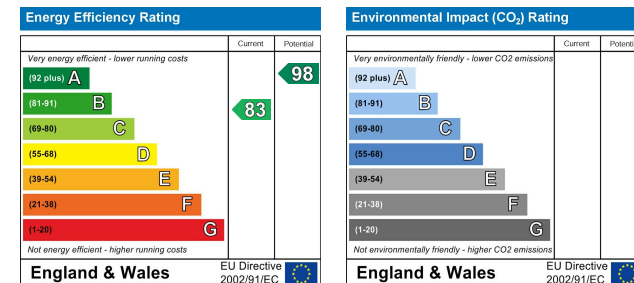 Energy Efficiency Rating
Current Potential
Very energy efficient - lower running costs
(92 plus) A
98
(81-91) B
83
(69-80) C
(55-68) D
(39-54) E
(21-38) F
(1-20) G
Not energy efficient - higher running costs
England & Wales
EU Directive
2002/91/EC
Environmental Impact (CO₂) Rating
Current Potenti
Very environmentally friendly - lower CO2 emissions
(92 plus) A
(81-91) B
(69-80) C
(55-68) D
(39-54) E
(21-38) F
(1-20) G
Not environmentally friendly - higher CO2 emissions
England & Wales
EU Directive
2002/91/EC